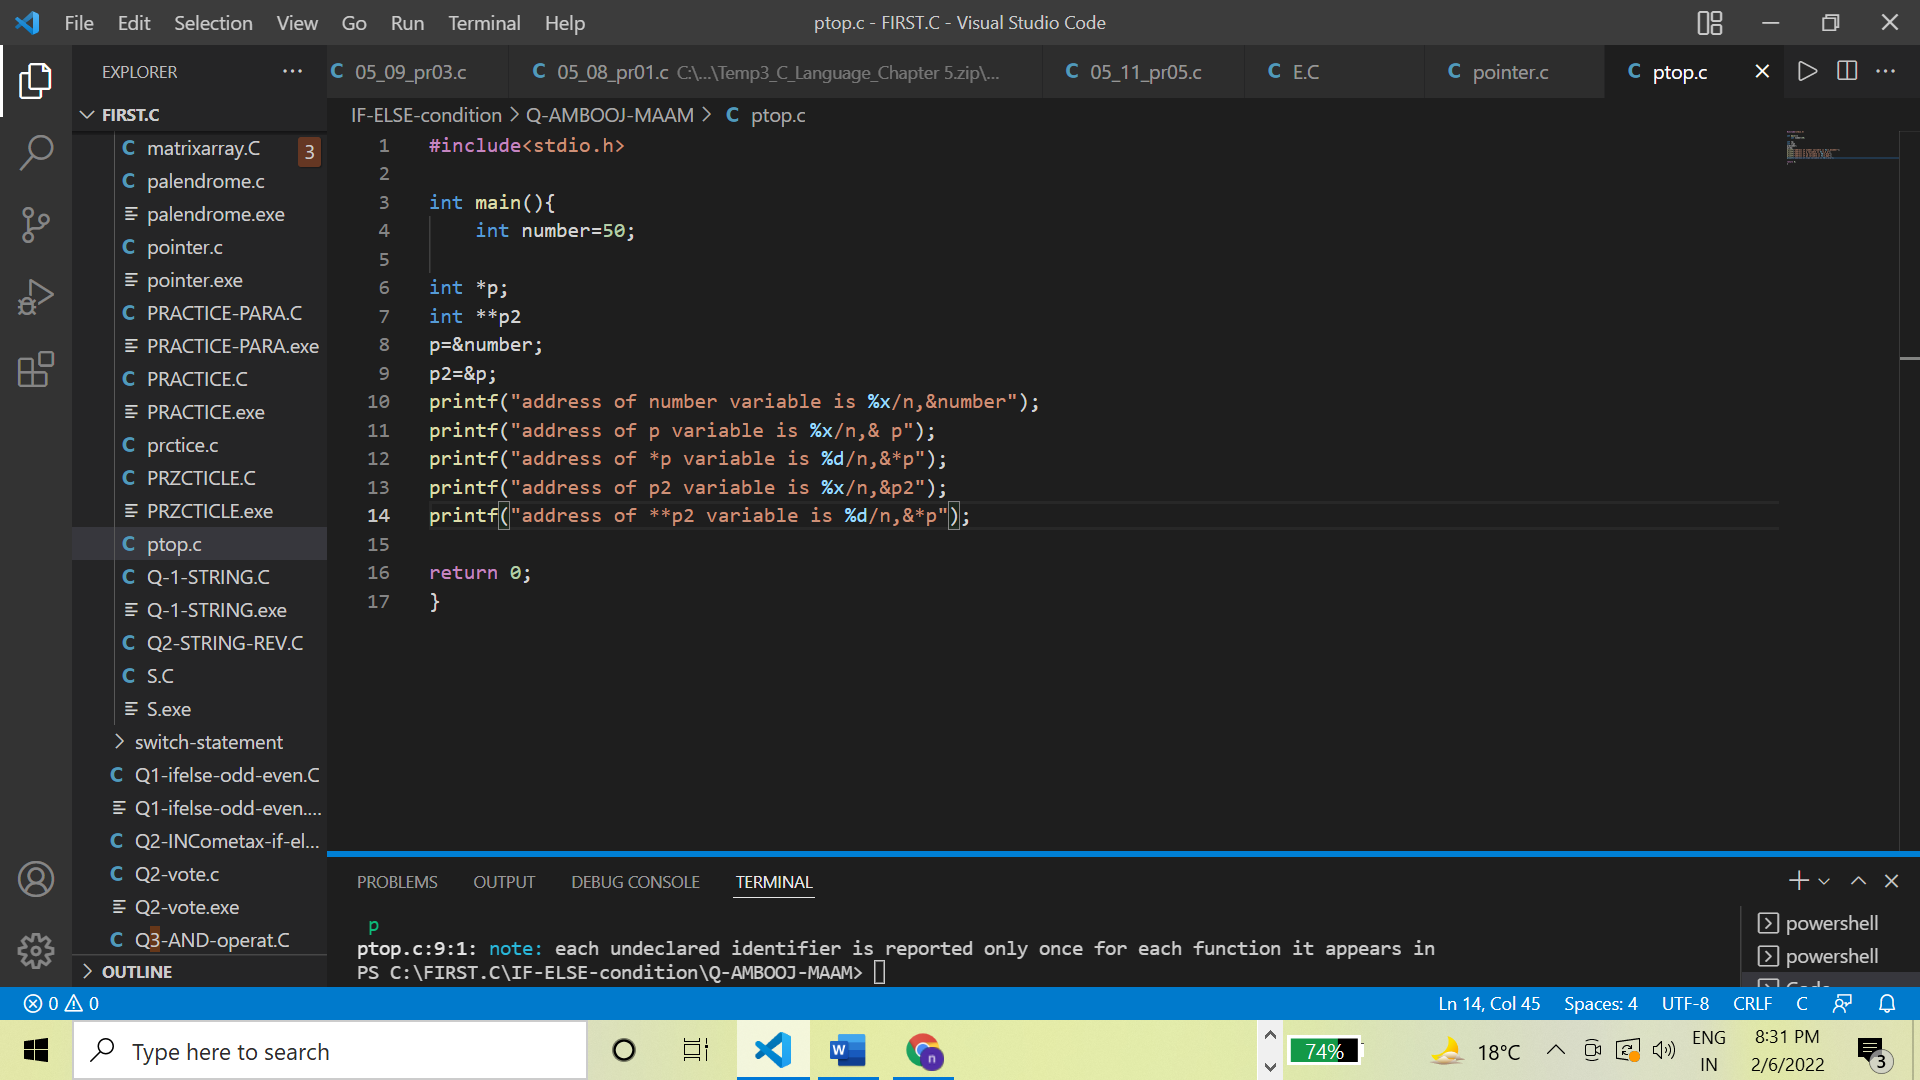 File Edit Selection View Go Run Terminal Help
ptop.c - FIRST.C - Visual Studio Code
EXPLORER ···
05_09_pr03.c
05_08_pr01.c C:\...\Temp3_C_Language_Chapter 5.zip\...
05_11_pr05.c
E.C
pointer.c
ptop.c
FIRST.C
matrixarray.C 3
palendrome.c
palendrome.exe
pointer.c
pointer.exe
PRACTICE-PARA.C
PRACTICE-PARA.exe
PRACTICE.C
PRACTICE.exe
prctice.c
PRZCTICLE.C
PRZCTICLE.exe
ptop.c
Q-1-STRING.C
Q-1-STRING.exe
Q2-STRING-REV.C
S.C
S.exe
switch-statement
Q1-ifelse-odd-even.C
Q1-ifelse-odd-even....
Q2-INCometax-if-el...
Q2-vote.c
Q2-vote.exe
Q3-AND-operat.C
OUTLINE
IF-ELSE-condition > Q-AMBOOJ-MAAM > C ptop.c
1 #include<stdio.h>
2
3 int main(){
4 int number=50;
5
6 int *p;
7 int **p2
8 p=&number;
9 p2=&p;
10 printf("address of number variable is %x/n,&number");
11 printf("address of p variable is %x/n,& p");
12 printf("address of *p variable is %d/n,&*p");
13 printf("address of p2 variable is %x/n,&p2");
14 printf("address of **p2 variable is %d/n,&*p");
15
16 return 0;
17 }
PROBLEMS OUTPUT DEBUG CONSOLE TERMINAL
p
ptop.c:9:1: note: each undeclared identifier is reported only once for each function it appears in
PS C:\FIRST.C\IF-ELSE-condition\Q-AMBOOJ-MAAM>
powershell
powershell
0 0
Ln 14, Col 45 Spaces: 4 UTF-8 CRLF C
Type here to search
74%
18°C
ENG
IN
8:31 PM
2/6/2022
3